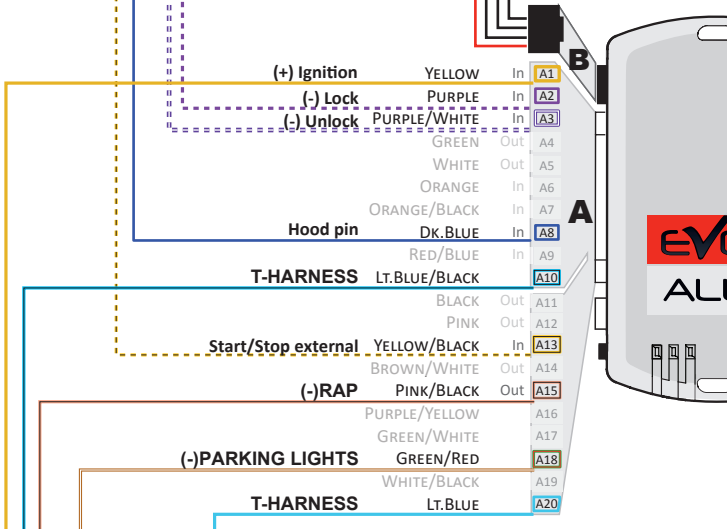 B
(+) Ignition YELLOW In A1
(-) Lock PURPLE In A2
(-) Unlock PURPLE/WHITE In A3
GREEN Out A4
WHITE Out A5
ORANGE In A6
ORANGE/BLACK In A7
A
Hood pin DK.BLUE In A8
RED/BLUE In A9
T-HARNESS LT.BLUE/BLACK A10
BLACK Out A11
PINK Out A12
Start/Stop external YELLOW/BLACK In A13
BROWN/WHITE Out A14
(-)RAP PINK/BLACK Out A15
PURPLE/YELLOW A16
GREEN/WHITE A17
(-)PARKING LIGHTS GREEN/RED A18
WHITE/BLACK A19
T-HARNESS LT.BLUE A20